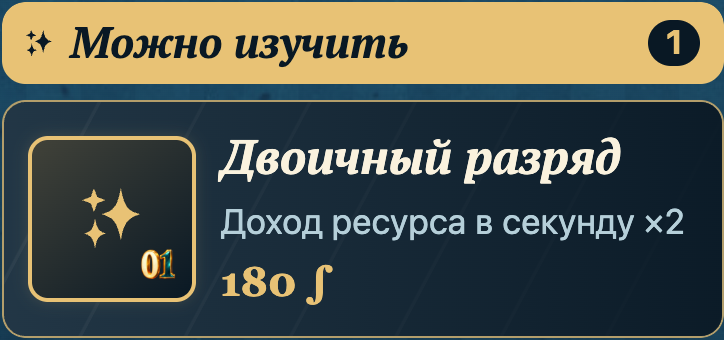 Можно изучить 1
Двоичный разряд
Доход ресурса в секунду ×2
01
180 ∫